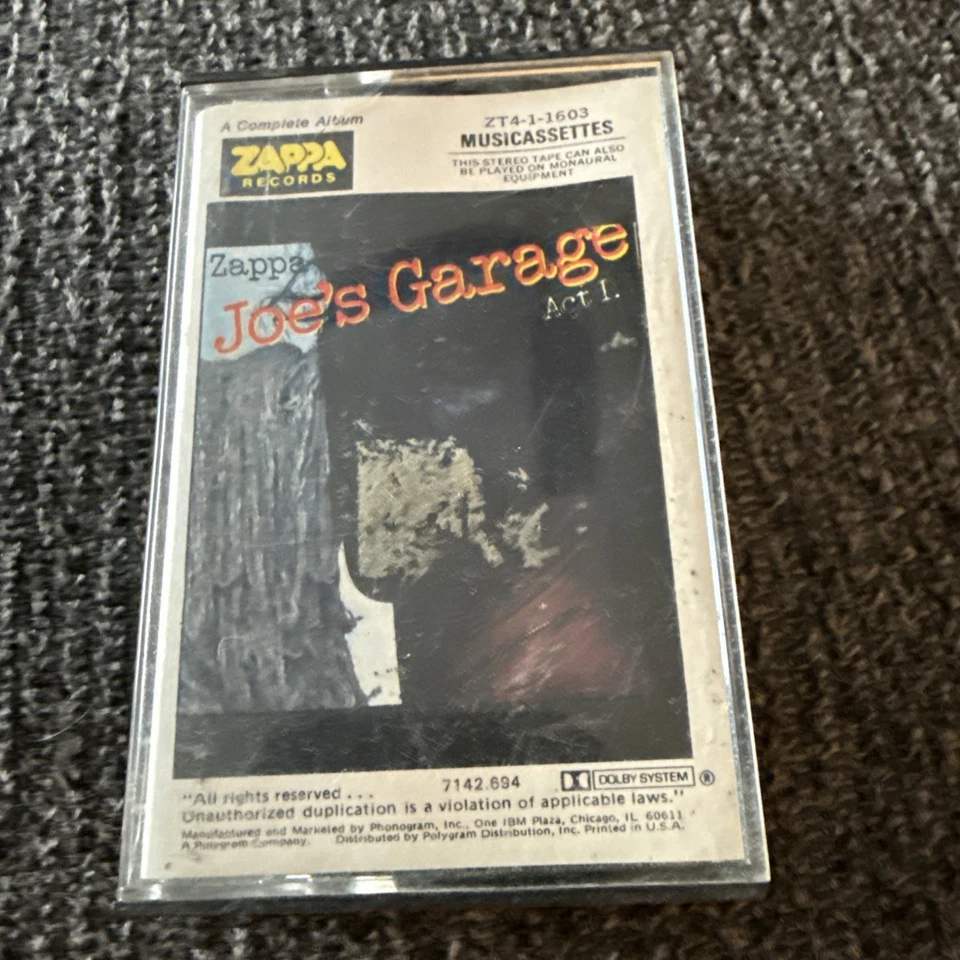 A Complete Album
ZAPPA
RECORDS
ZT4-1-1603
MUSICASSETTES
THIS STEREO TAPE CAN ALSO
BE PLAYED ON MONAURAL
EQUIPMENT
Zappa
Joe's Garage
Act I.
7142.694
DOLBY SYSTEM ®
"All rights reserved . . .
Unauthorized duplication is a violation of applicable laws."
Manufactured and Marketed by Phonogram, Inc., One IBM Plaza, Chicago, IL 60611
A Polygram Company. Distributed by Polygram Distribution, Inc. Printed in U.S.A.